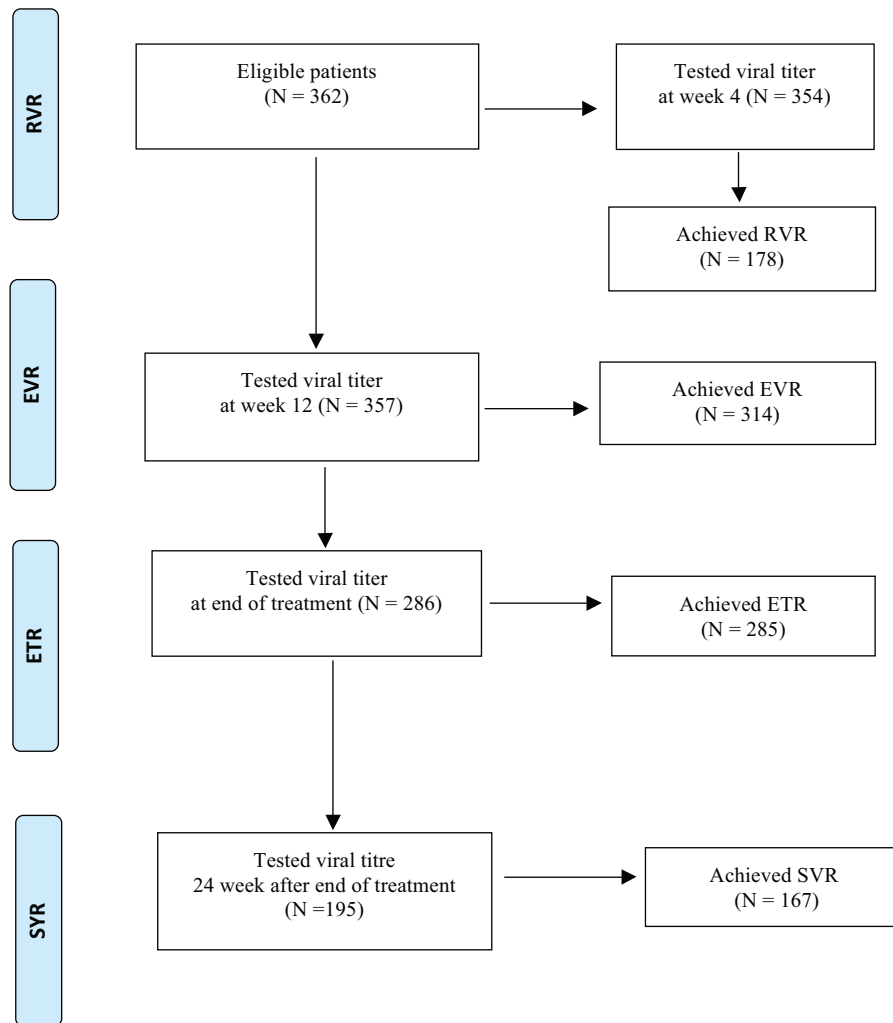 RVR
Eligible patients
(N = 362)
Tested viral titer
at week 4 (N = 354)
Achieved RVR
(N = 178)
EVR
Tested viral titer
at week 12 (N = 357)
Achieved EVR
(N = 314)
ETR
Tested viral titer
at end of treatment (N = 286)
Achieved ETR
(N = 285)
SYR
Tested viral titre
24 week after end of treatment
(N =195)
Achieved SVR
(N = 167)